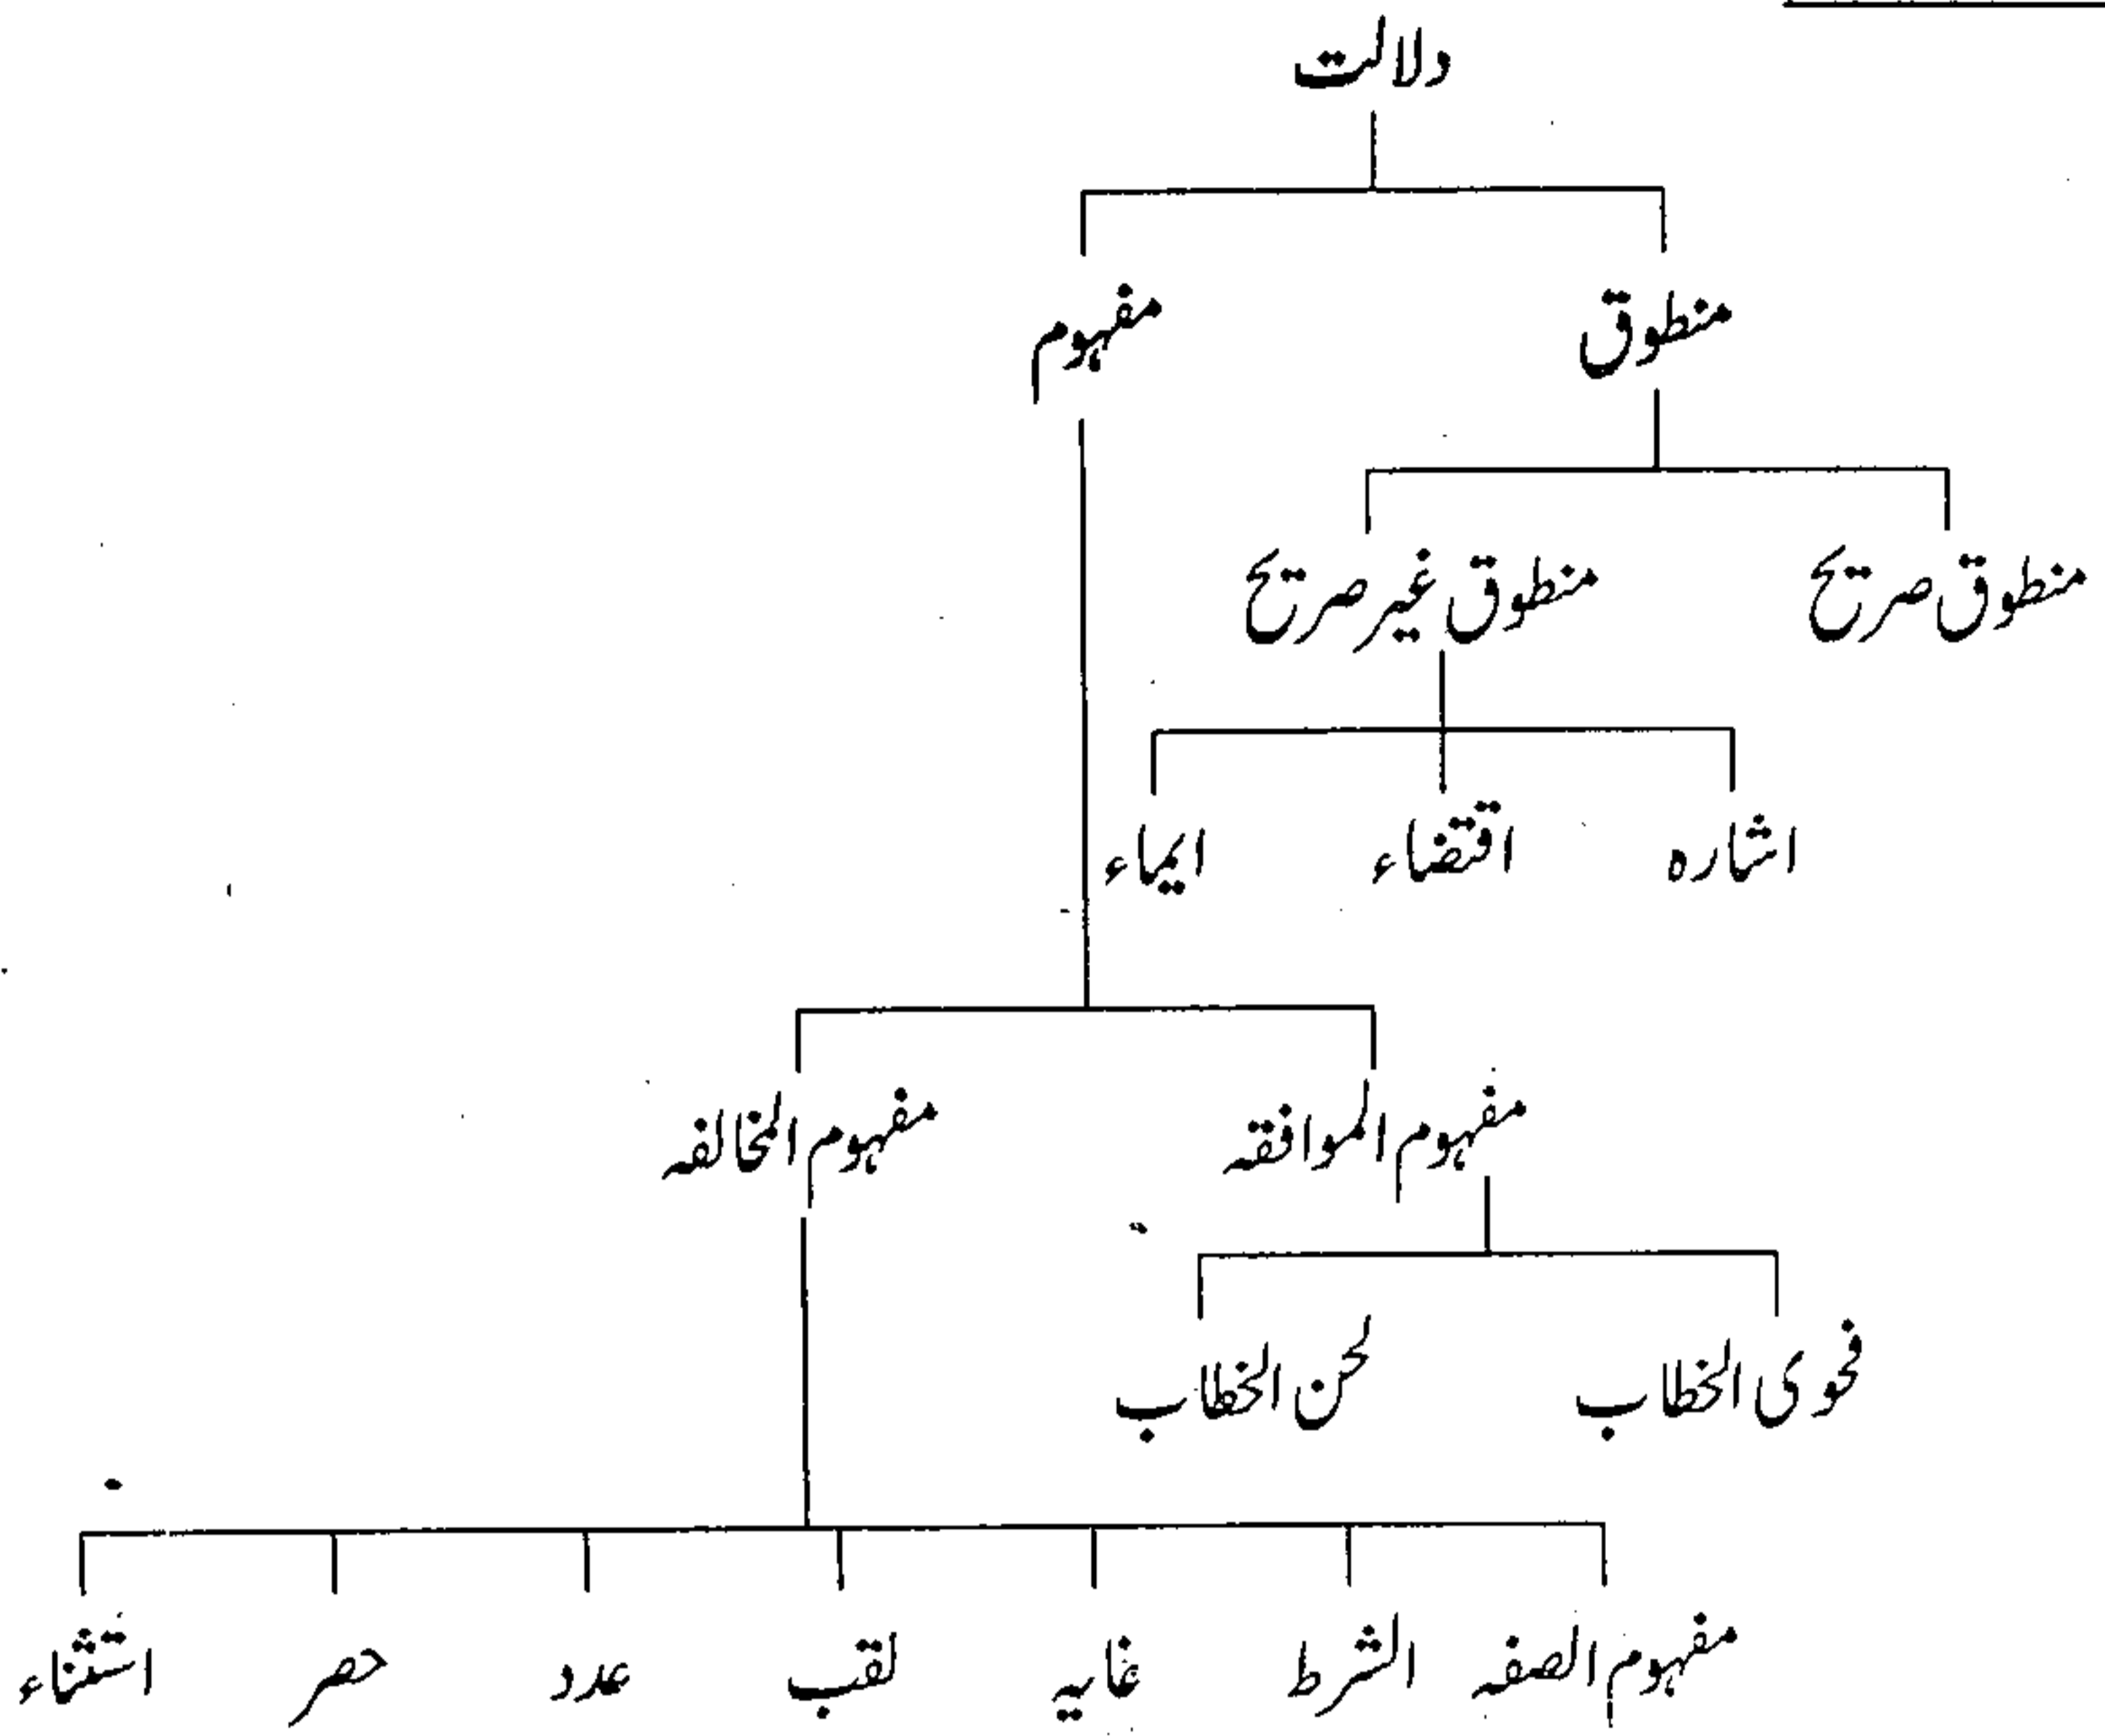 دلالت
منطوق مفہوم
منطوق صریح منطوق غیر صریح
اشارہ اقتضاء ایماء
مفہوم الموافقہ مفہوم المخالفہ
فحوی الخطاب لحن الخطاب
مفہوم الصفہ الشرط غایہ لقب عدد حصر استثناء